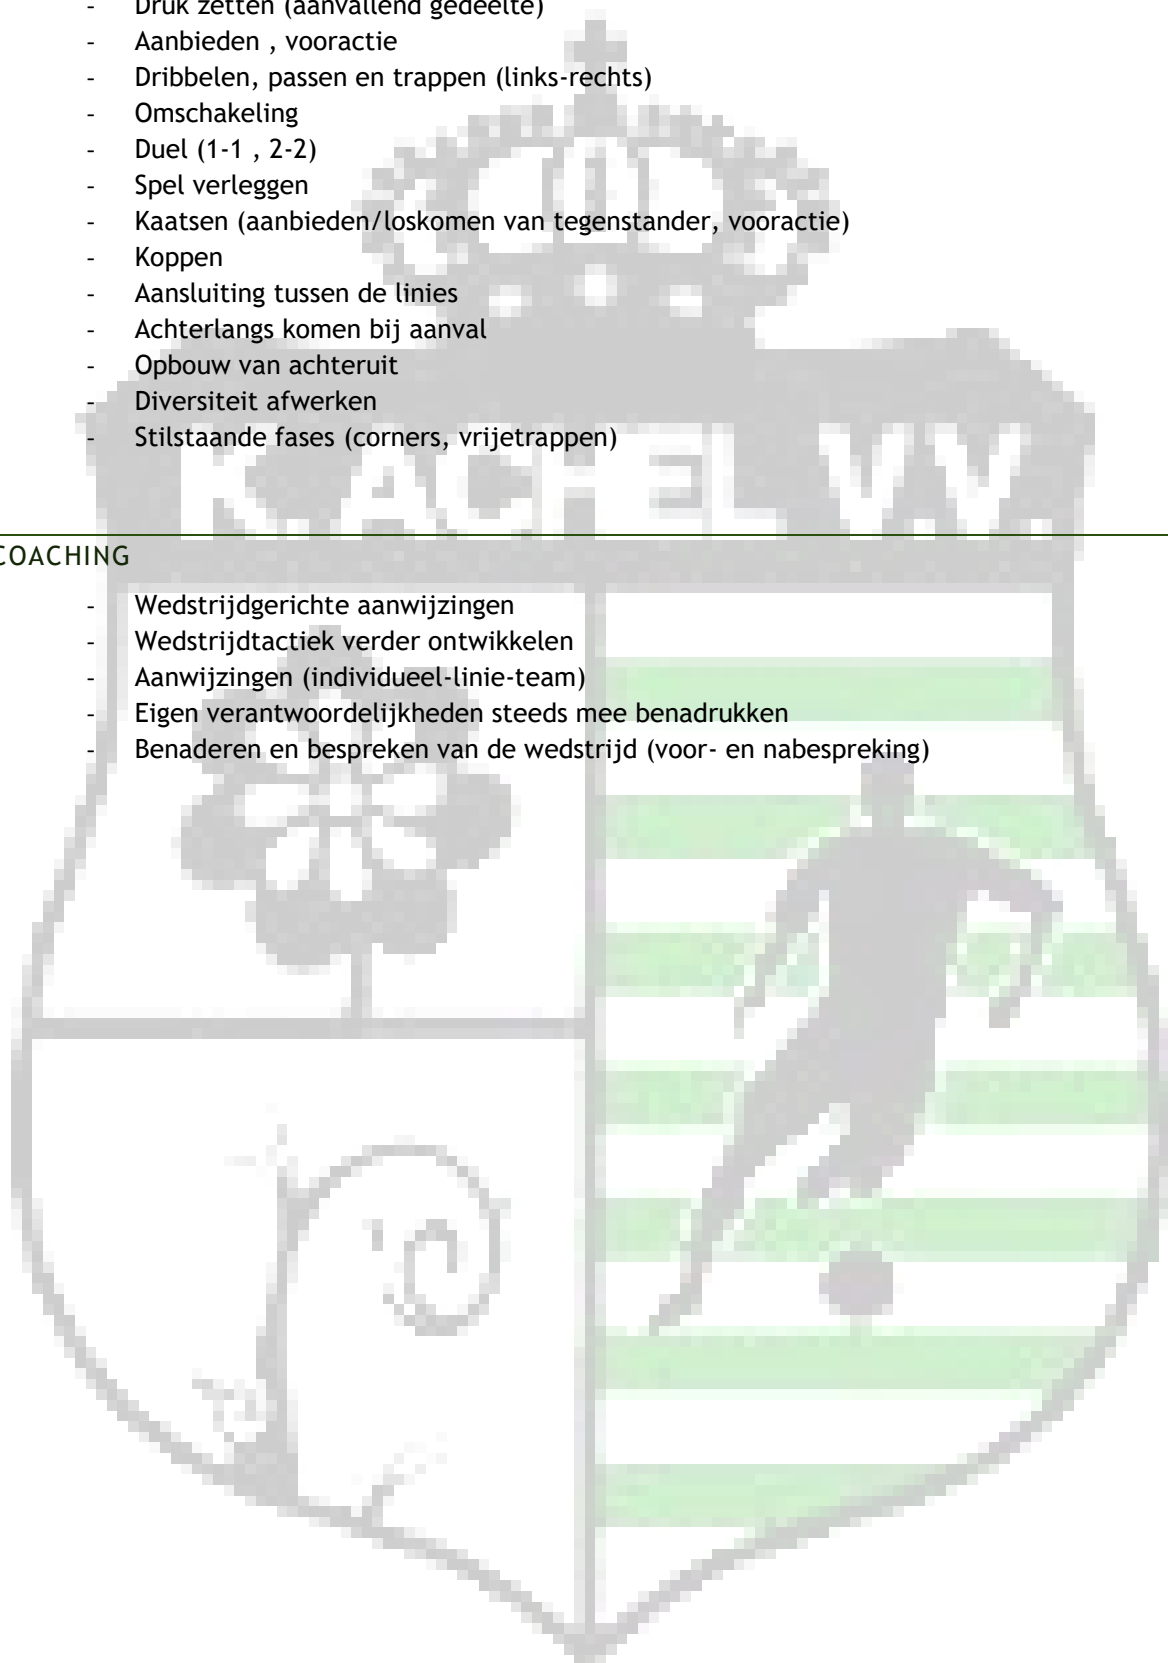 - Druk zetten (aanvallend gedeelte)
- Aanbieden , vooractie
- Dribbelen, passen en trappen (links-rechts)
- Omschakeling
- Duel (1-1 , 2-2)
- Spel verleggen
- Kaatsen (aanbieden/loskomen van tegenstander, vooractie)
- Koppen
- Aansluiting tussen de linies
- Achterlangs komen bij aanval
- Opbouw van achteruit
- Diversiteit afwerken
- Stilstaande fases (corners, vrijetrappen)
K. ACHEL V.V.
COACHING
- Wedstrijdgerichte aanwijzingen
- Wedstrijdtactiek verder ontwikkelen
- Aanwijzingen (individueel-linie-team)
- Eigen verantwoordelijkheden steeds mee benadrukken
- Benaderen en bespreken van de wedstrijd (voor- en nabespreking)